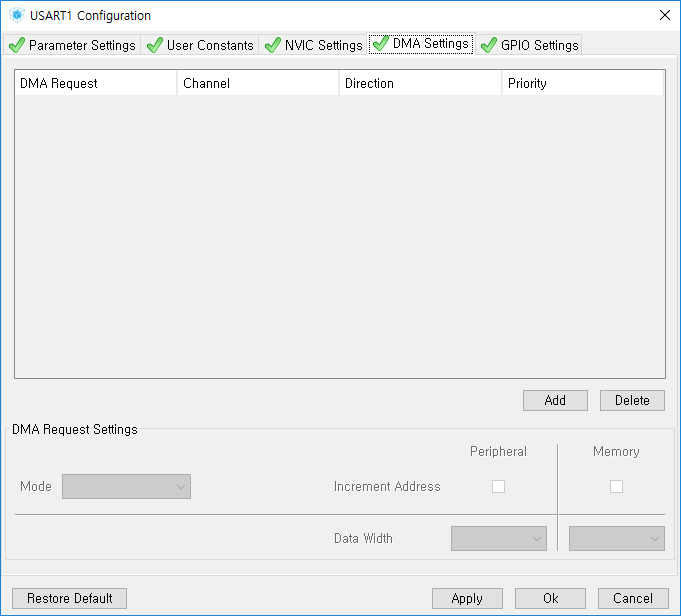 USART1 Configuration
Parameter Settings User Constants NVIC Settings DMA Settings GPIO Settings
DMA Request Channel Direction Priority
Add Delete
DMA Request Settings
Peripheral Memory
Mode Increment Address
Data Width
Restore Default Apply Ok Cancel